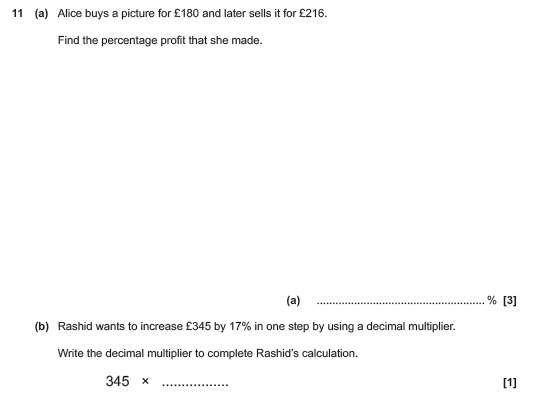 11 (a) Alice buys a picture for £180 and later sells it for £216.
Find the percentage profit that she made.
(a) ...................................................... % [3]
(b) Rashid wants to increase £345 by 17% in one step by using a decimal multiplier.
Write the decimal multiplier to complete Rashid's calculation.
345 × ................. [1]